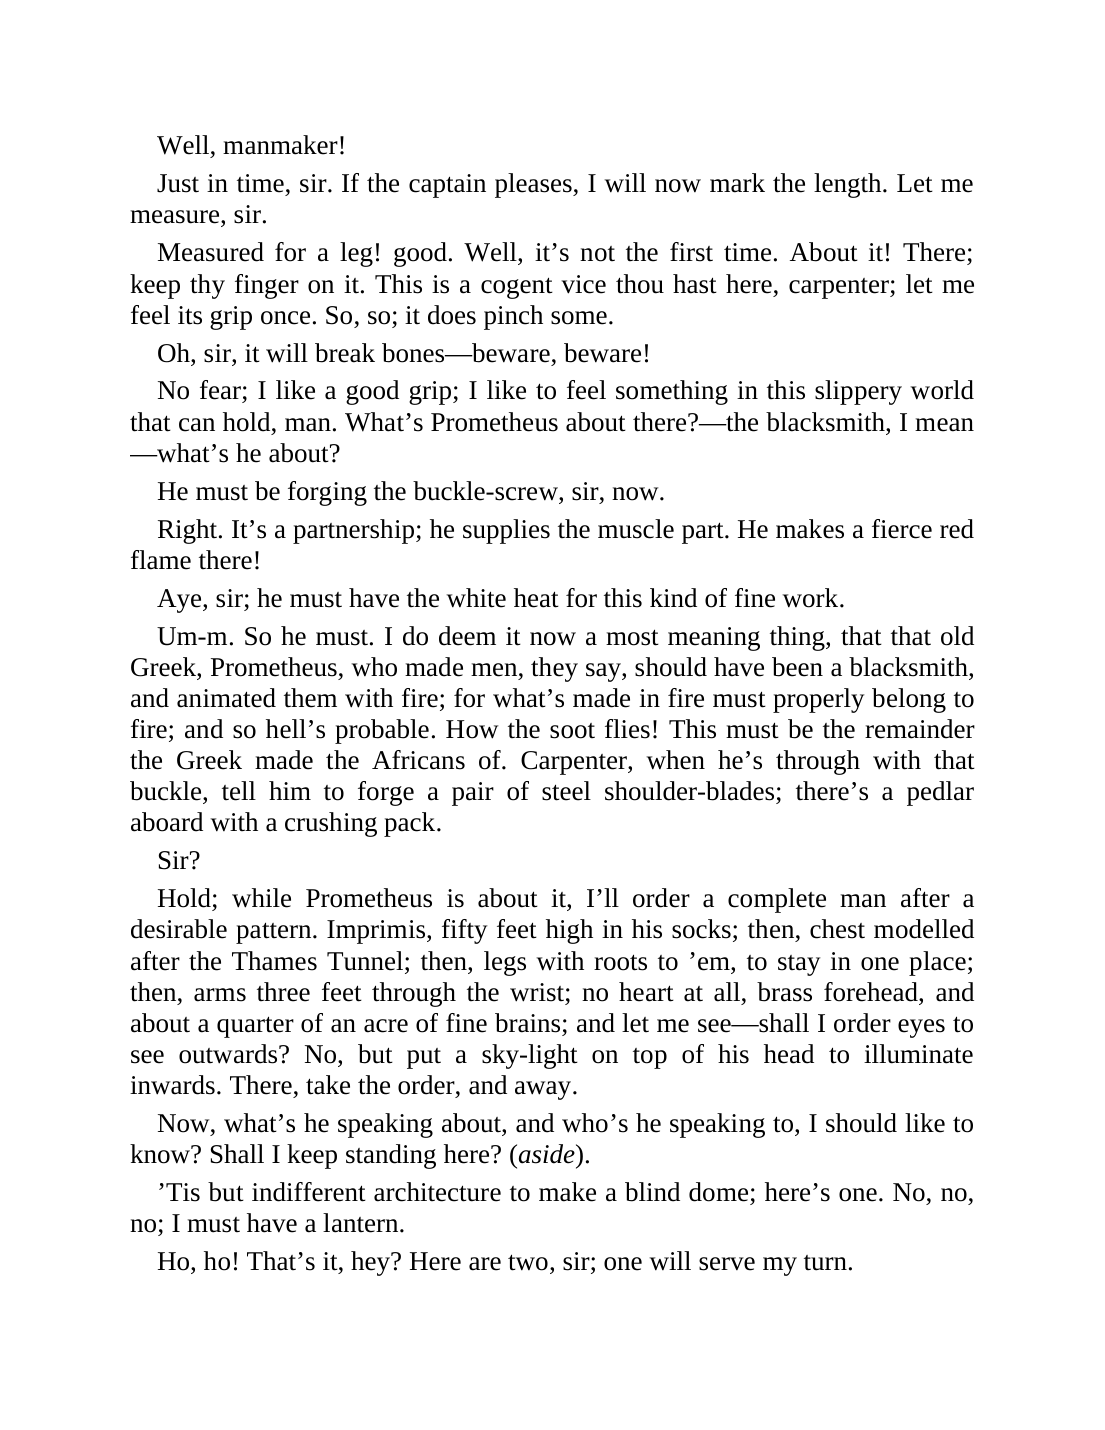 Well, manmaker!
Just in time, sir. If the captain pleases, I will now mark the length. Let me
measure, sir.
Measured for a leg! good. Well, it’s not the first time. About it! There;
keep thy finger on it. This is a cogent vice thou hast here, carpenter; let me
feel its grip once. So, so; it does pinch some.
Oh, sir, it will break bones—beware, beware!
No fear; I like a good grip; I like to feel something in this slippery world
that can hold, man. What’s Prometheus about there?—the blacksmith, I mean
—what’s he about?
He must be forging the buckle-screw, sir, now.
Right. It’s a partnership; he supplies the muscle part. He makes a fierce red
flame there!
Aye, sir; he must have the white heat for this kind of fine work.
Um-m. So he must. I do deem it now a most meaning thing, that that old
Greek, Prometheus, who made men, they say, should have been a blacksmith,
and animated them with fire; for what’s made in fire must properly belong to
fire; and so hell’s probable. How the soot flies! This must be the remainder
the Greek made the Africans of. Carpenter, when he’s through with that
buckle, tell him to forge a pair of steel shoulder-blades; there’s a pedlar
aboard with a crushing pack.
Sir?
Hold; while Prometheus is about it, I’ll order a complete man after a
desirable pattern. Imprimis, fifty feet high in his socks; then, chest modelled
after the Thames Tunnel; then, legs with roots to ’em, to stay in one place;
then, arms three feet through the wrist; no heart at all, brass forehead, and
about a quarter of an acre of fine brains; and let me see—shall I order eyes to
see outwards? No, but put a sky-light on top of his head to illuminate
inwards. There, take the order, and away.
Now, what’s he speaking about, and who’s he speaking to, I should like to
know? Shall I keep standing here? (aside).
’Tis but indifferent architecture to make a blind dome; here’s one. No, no,
no; I must have a lantern.
Ho, ho! That’s it, hey? Here are two, sir; one will serve my turn.